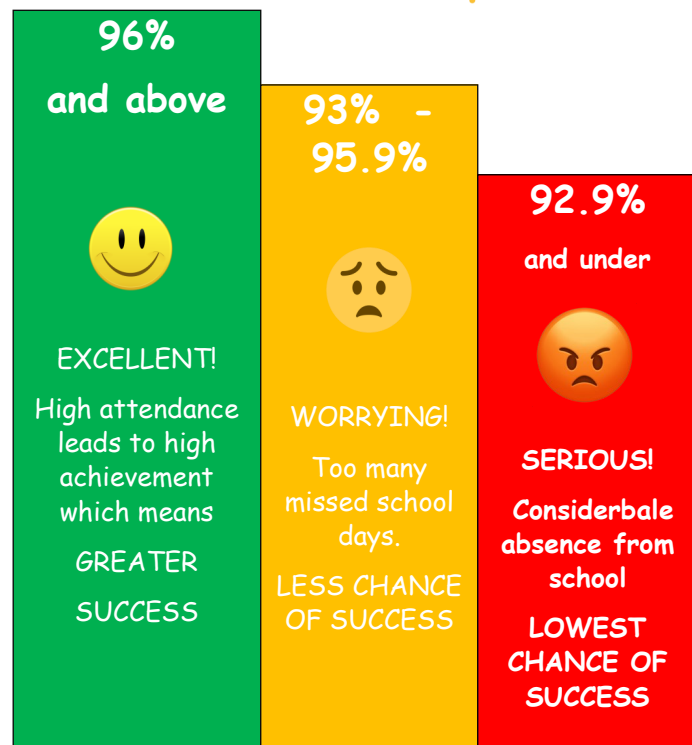 96%
and above
EXCELLENT!
High attendance
leads to high
achievement
which means
GREATER
SUCCESS
93% -
95.9%
WORRYING!
Too many
missed school
days.
LESS CHANCE
OF SUCCESS
92.9%
and under
SERIOUS!
Considerbale
absence from
school
LOWEST
CHANCE OF
SUCCESS